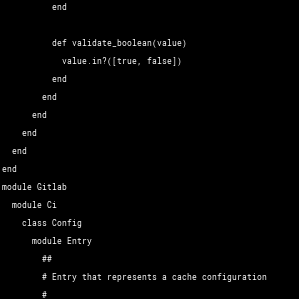 end

          def validate_boolean(value)
            value.in?([true, false])
          end
        end
      end
    end
  end
end
module Gitlab
  module Ci
    class Config
      module Entry
        ##
        # Entry that represents a cache configuration
        #